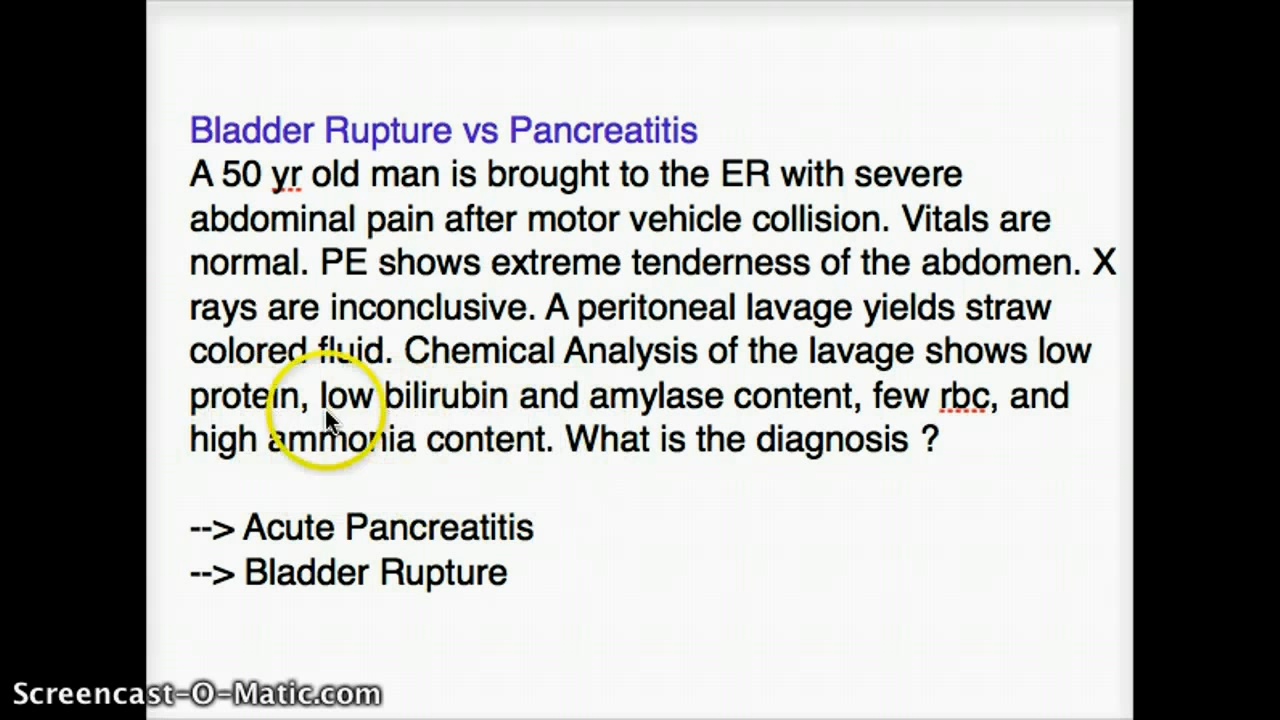 Bladder Rupture vs Pancreatitis
A 50 yr old man is brought to the ER with severe
abdominal pain after motor vehicle collision. Vitals are
normal. PE shows extreme tenderness of the abdomen. X
rays are inconclusive. A peritoneal lavage yields straw
colored fluid. Chemical Analysis of the lavage shows low
protein, low bilirubin and amylase content, few rbc, and
high ammonia content. What is the diagnosis ?
--> Acute Pancreatitis
--> Bladder Rupture
Screencast-O-Matic.com